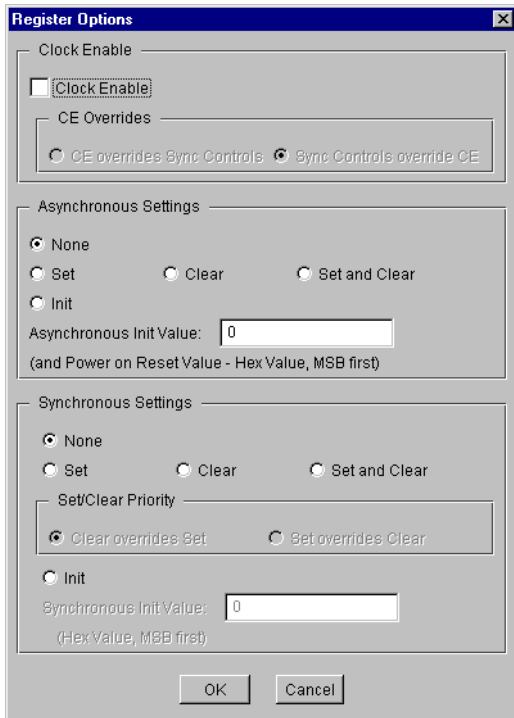 Register Options
Clock Enable
Clock Enable
CE Overrides
CE overrides Sync Controls Sync Controls override CE
Asynchronous Settings
None
Set Clear Set and Clear
Init
Asynchronous Init Value: 0
(and Power on Reset Value - Hex Value, MSB first)
Synchronous Settings
None
Set Clear Set and Clear
Set/Clear Priority
Clear overrides Set Set overrides Clear
Init
Synchronous Init Value: 0
(Hex Value, MSB first)
OK Cancel